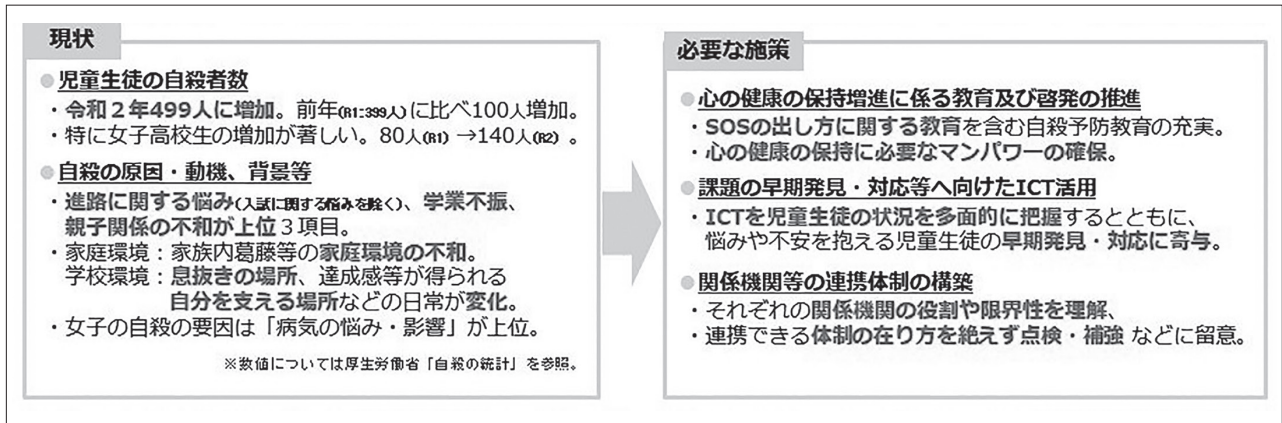 現状
●児童生徒の自殺者数
・令和２年499人に増加。前年(R1:399人)に比べ100人増加。
・特に女子高校生の増加が著しい。80人(R1) →140人(R2) 。
●自殺の原因・動機、背景等
・進路に関する悩み(入試に関する悩みを除く)、学業不振、
親子関係の不和が上位３項目。
・家庭環境：家族内葛藤等の家庭環境の不和。
学校環境：息抜きの場所、達成感等が得られる
自分を支える場所などの日常が変化。
・女子の自殺の要因は「病気の悩み・影響」が上位。
※数値については厚生労働省「自殺の統計」を参照。
必要な施策
●心の健康の保持増進に係る教育及び啓発の推進
・SOSの出し方に関する教育を含む自殺予防教育の充実。
・心の健康の保持に必要なマンパワーの確保。
●課題の早期発見・対応等へ向けたICT活用
・ICTを児童生徒の状況を多面的に把握するとともに、
悩みや不安を抱える児童生徒の早期発見・対応に寄与。
●関係機関等の連携体制の構築
・それぞれの関係機関の役割や限界性を理解、
・連携できる体制の在り方を絶えず点検・補強 などに留意。